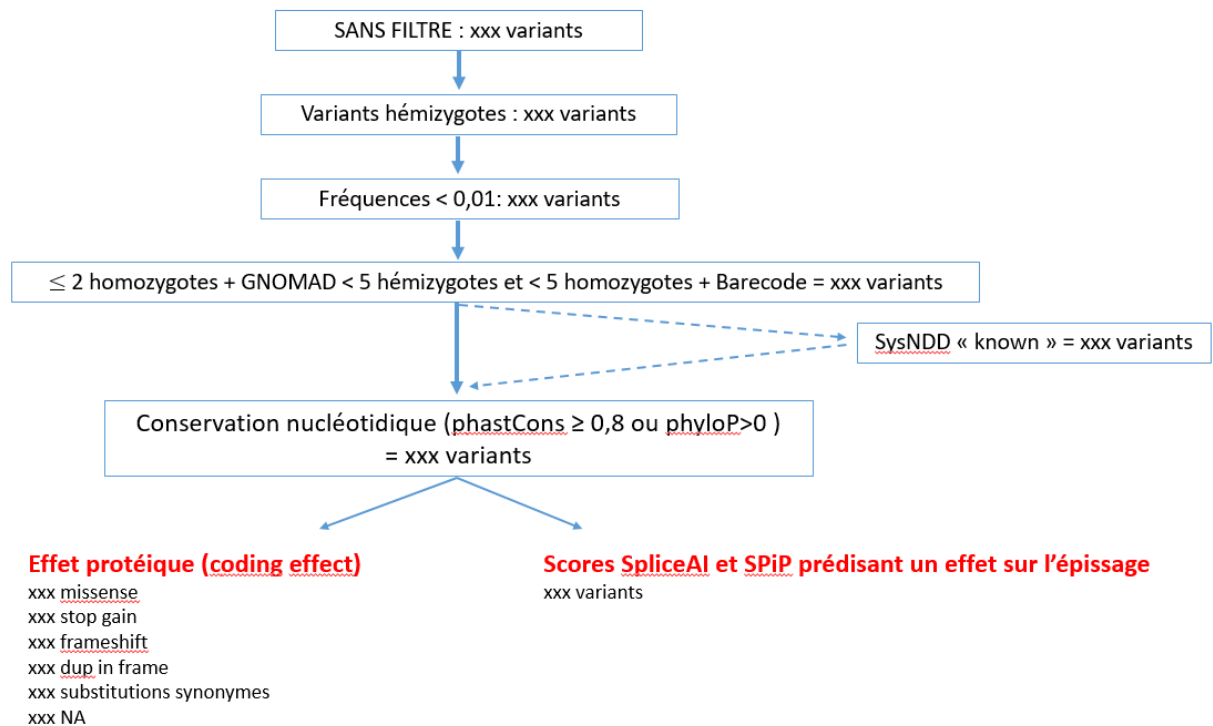 SANS FILTRE : xxx variants
Variants hémizygotes : xxx variants
Fréquences < 0,01: xxx variants
≤ 2 homozygotes + GNOMAD < 5 hémizygotes et < 5 homozygotes + Barecode = xxx variants
SysNDD « known » = xxx variants
Conservation nucléotidique (phastCons ≥ 0,8 ou phyloP>0 )
= xxx variants
Effet protéique (coding effect)
xxx missense
xxx stop gain
xxx frameshift
xxx dup in frame
xxx substitutions synonymes
xxx NA
Scores SpliceAI et SPiP prédisant un effet sur l’épissage
xxx variants